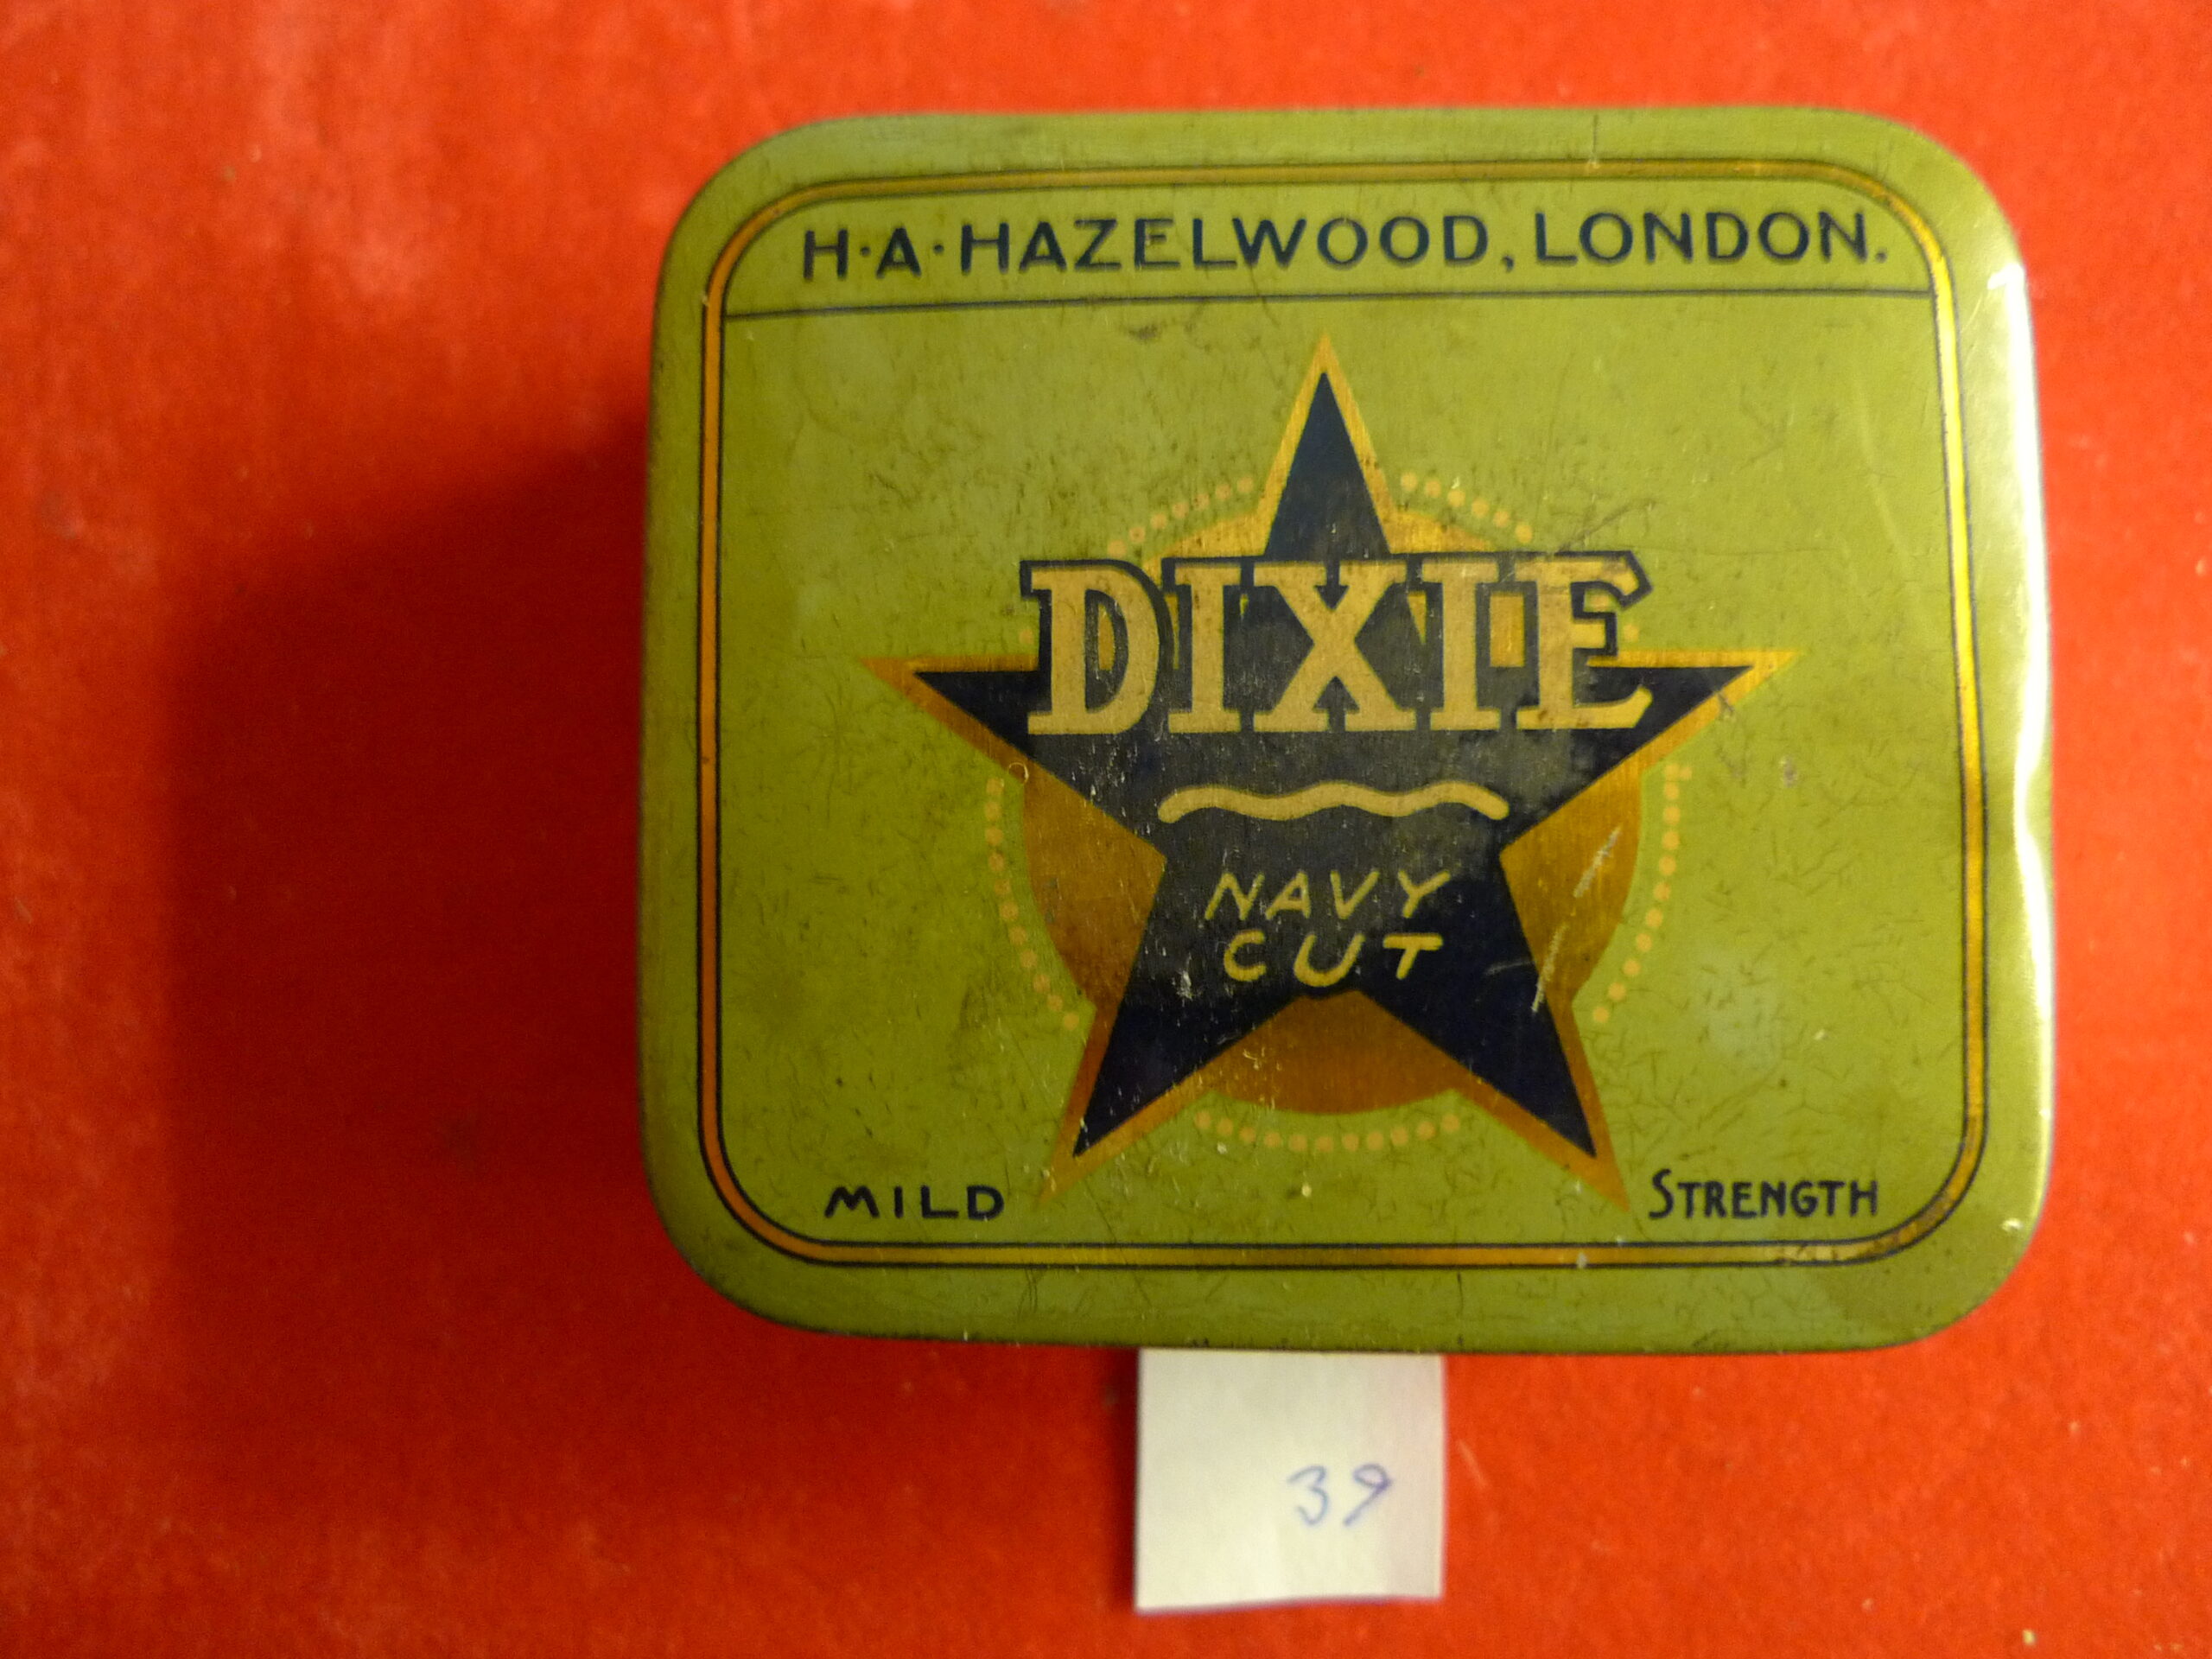 H·A·HAZELWOOD, LONDON.
DIXIE
NAVY
CUT
MILD STRENGTH
39